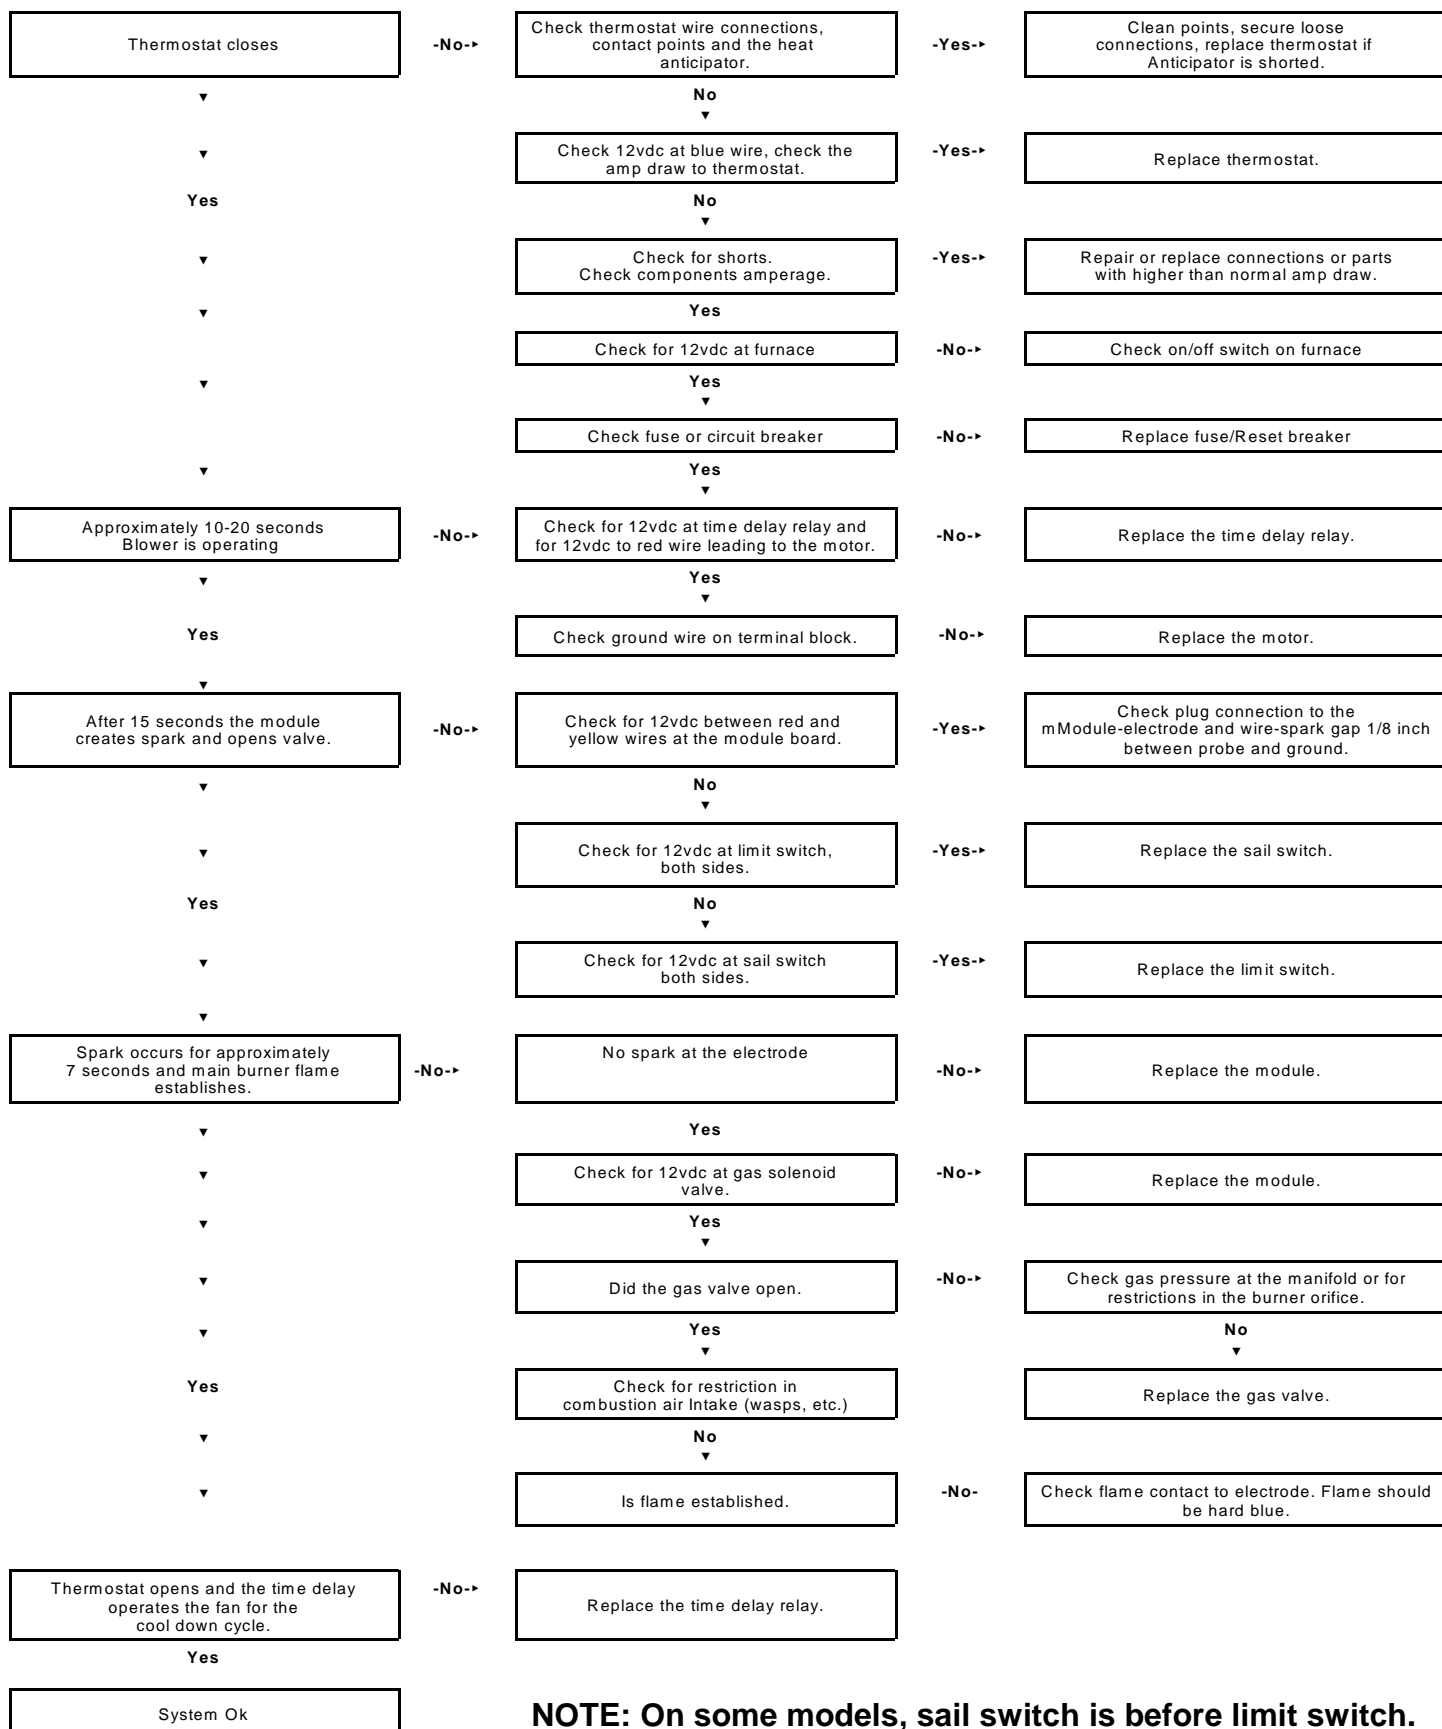 Thermostat closes
-No-▸
Check thermostat wire connections,
contact points and the heat
anticipator.
-Yes-▸
Clean points, secure loose
connections, replace thermostat if
Anticipator is shorted.
▾
No
▾
▾
Check 12vdc at blue wire, check the
amp draw to thermostat.
-Yes-▸
Replace thermostat.
Yes
No
▾
▾
Check for shorts.
Check components amperage.
-Yes-▸
Repair or replace connections or parts
with higher than normal amp draw.
▾
Yes
Check for 12vdc at furnace
-No-▸
Check on/off switch on furnace
▾
Yes
▾
Check fuse or circuit breaker
-No-▸
Replace fuse/Reset breaker
▾
Yes
▾
Approximately 10-20 seconds
Blower is operating
-No-▸
Check for 12vdc at time delay relay and
for 12vdc to red wire leading to the motor.
-No-▸
Replace the time delay relay.
▾
Yes
▾
Yes
Check ground wire on terminal block.
-No-▸
Replace the motor.
▾
After 15 seconds the module
creates spark and opens valve.
-No-▸
Check for 12vdc between red and
yellow wires at the module board.
-Yes-▸
Check plug connection to the
mModule-electrode and wire-spark gap 1/8 inch
between probe and ground.
▾
No
▾
▾
Check for 12vdc at limit switch,
both sides.
-Yes-▸
Replace the sail switch.
Yes
No
▾
▾
Check for 12vdc at sail switch
both sides.
-Yes-▸
Replace the limit switch.
▾
Spark occurs for approximately
7 seconds and main burner flame
establishes.
-No-▸
No spark at the electrode
-No-▸
Replace the module.
▾
Yes
▾
Check for 12vdc at gas solenoid
valve.
-No-▸
Replace the module.
▾
Yes
▾
▾
Did the gas valve open.
-No-▸
Check gas pressure at the manifold or for
restrictions in the burner orifice.
▾
Yes
▾
No
▾
Yes
Check for restriction in
combustion air Intake (wasps, etc.)
Replace the gas valve.
▾
No
▾
▾
Is flame established.
-No-
Check flame contact to electrode. Flame should
be hard blue.
Thermostat opens and the time delay
operates the fan for the
cool down cycle.
-No-▸
Replace the time delay relay.
Yes
System Ok
NOTE: On some models, sail switch is before limit switch.